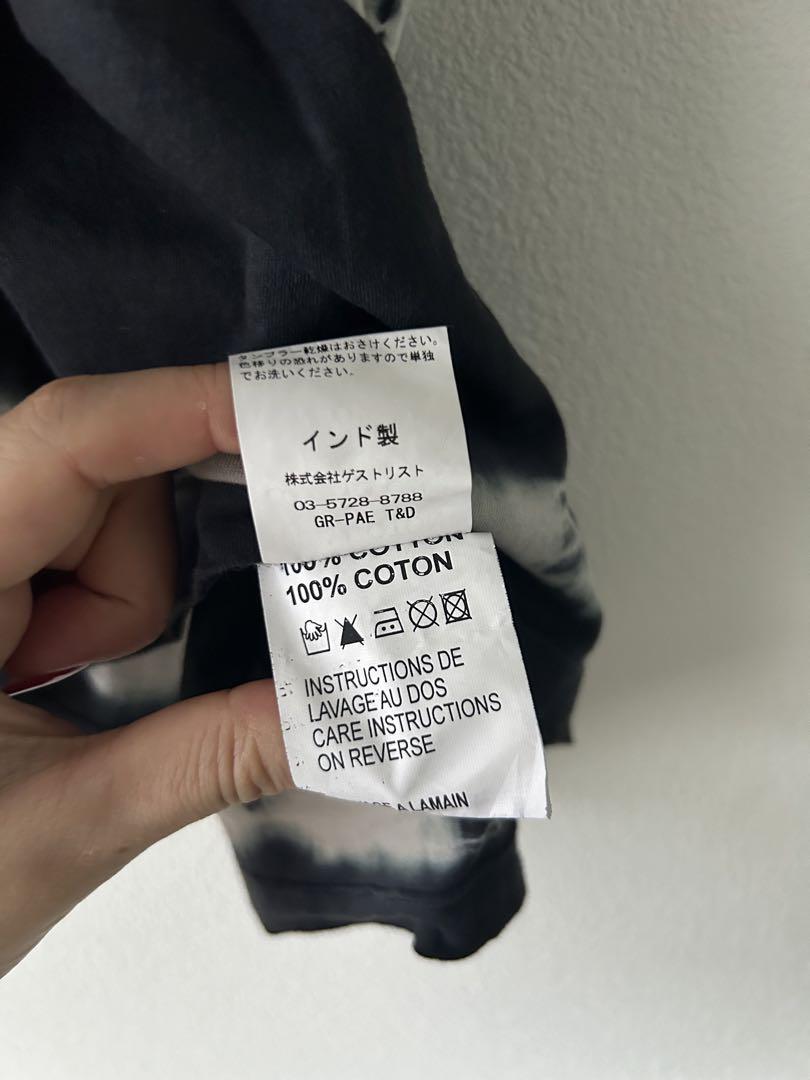 タンブラー乾燥はおさけください。
色移りの恐れがありますので単独
でお洗いください。
インド製
株式会社ゲストリスト
03-5728-8788
GR-PAE T&D
100% COTTON
100% COTON
INSTRUCTIONS DE
LAVAGE AU DOS
CARE INSTRUCTIONS
ON REVERSE
A LAMAIN